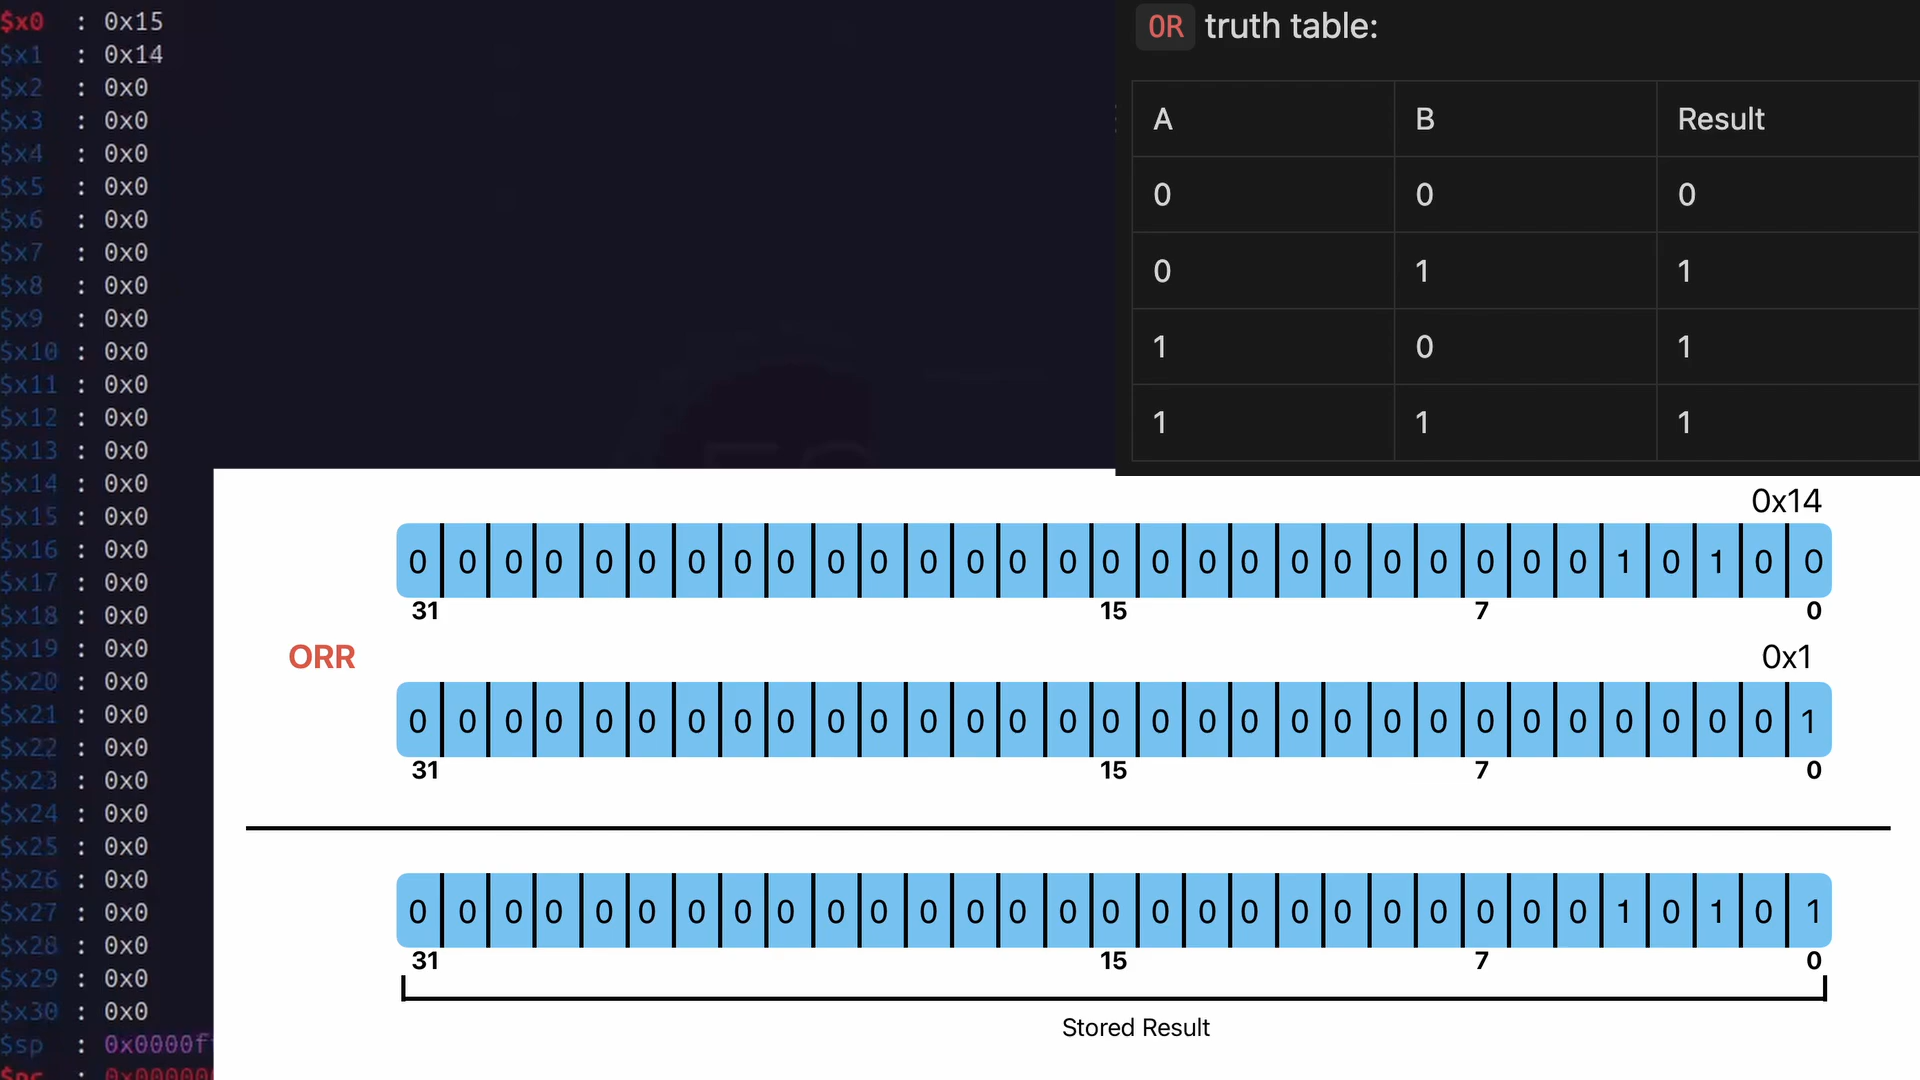 $x0 : 0x15
$x1 : 0x14
$x2 : 0x0
$x3 : 0x0
$x4 : 0x0
$x5 : 0x0
$x6 : 0x0
$x7 : 0x0
$x8 : 0x0
$x9 : 0x0
$x10 : 0x0
$x11 : 0x0
$x12 : 0x0
$x13 : 0x0
$x14 : 0x0
$x15 : 0x0
$x16 : 0x0
$x17 : 0x0
$x18 : 0x0
$x19 : 0x0
$x20 : 0x0
$x21 : 0x0
$x22 : 0x0
$x23 : 0x0
$x24 : 0x0
$x25 : 0x0
$x26 : 0x0
$x27 : 0x0
$x28 : 0x0
$x29 : 0x0
$x30 : 0x0
$sp : 0x0000f
$pc : 0x00000
OR truth table:
A B Result
0 0 0
0 1 1
1 0 1
1 1 1
0x14
0 0 0 0 0 0 0 0 0 0 0 0 0 0 0 0 0 0 0 0 0 0 0 0 0 0 1 0 1 0 0
31 15 7 0
ORR 0x1
0 0 0 0 0 0 0 0 0 0 0 0 0 0 0 0 0 0 0 0 0 0 0 0 0 0 0 0 0 0 1
31 15 7 0
0 0 0 0 0 0 0 0 0 0 0 0 0 0 0 0 0 0 0 0 0 0 0 0 0 0 1 0 1 0 1
31 15 7 0
Stored Result